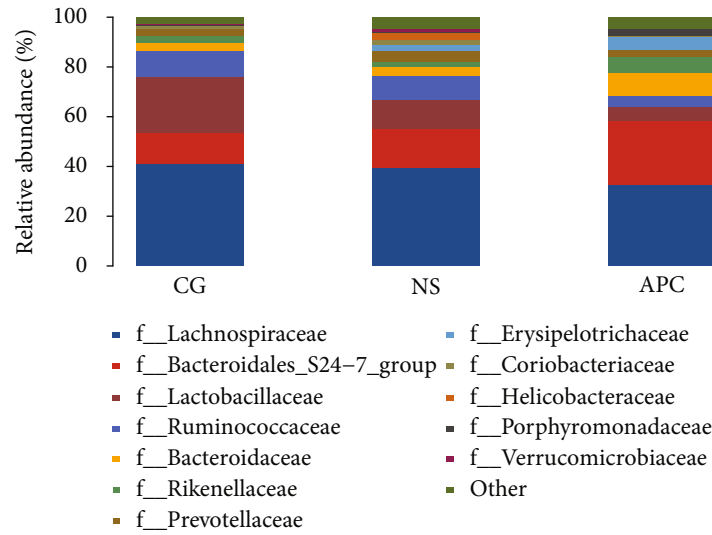 Relative abundance (%)
100
80
60
40
20
0
CG NS APC
f__Lachnospiraceae
f__Bacteroidales_S24−7_group
f__Lactobacillaceae
f__Ruminococcaceae
f__Bacteroidaceae
f__Rikenellaceae
f__Prevotellaceae
f__Erysipelotrichaceae
f__Coriobacteriaceae
f__Helicobacteraceae
f__Porphyromonadaceae
f__Verrucomicrobiaceae
Other